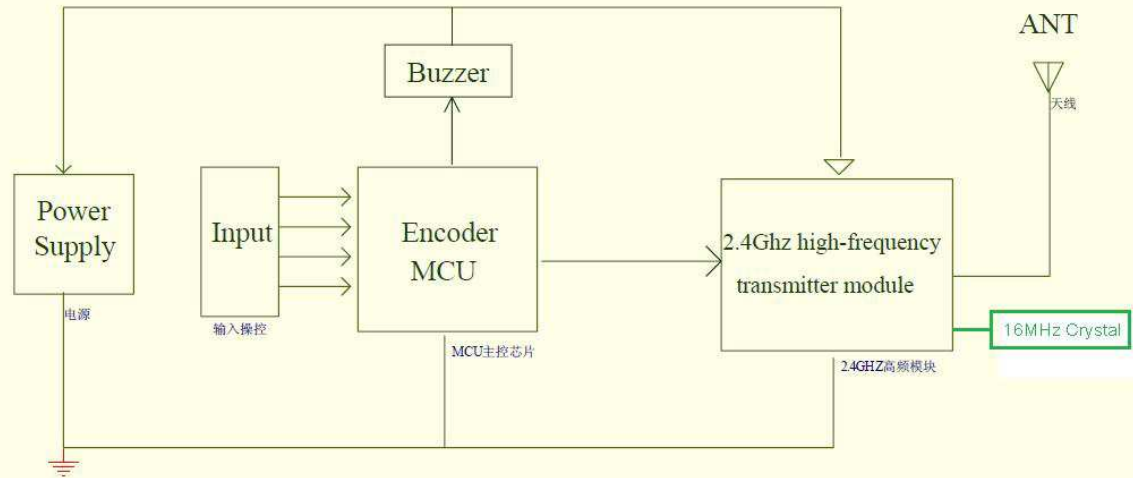 ANT
天线
Buzzer
Power
Supply
电源
Input
输入操控
Encoder
MCU
MCU主控芯片
2.4Ghz high-frequency
transmitter module
2.4GHZ高频模块
16MHz Crystal